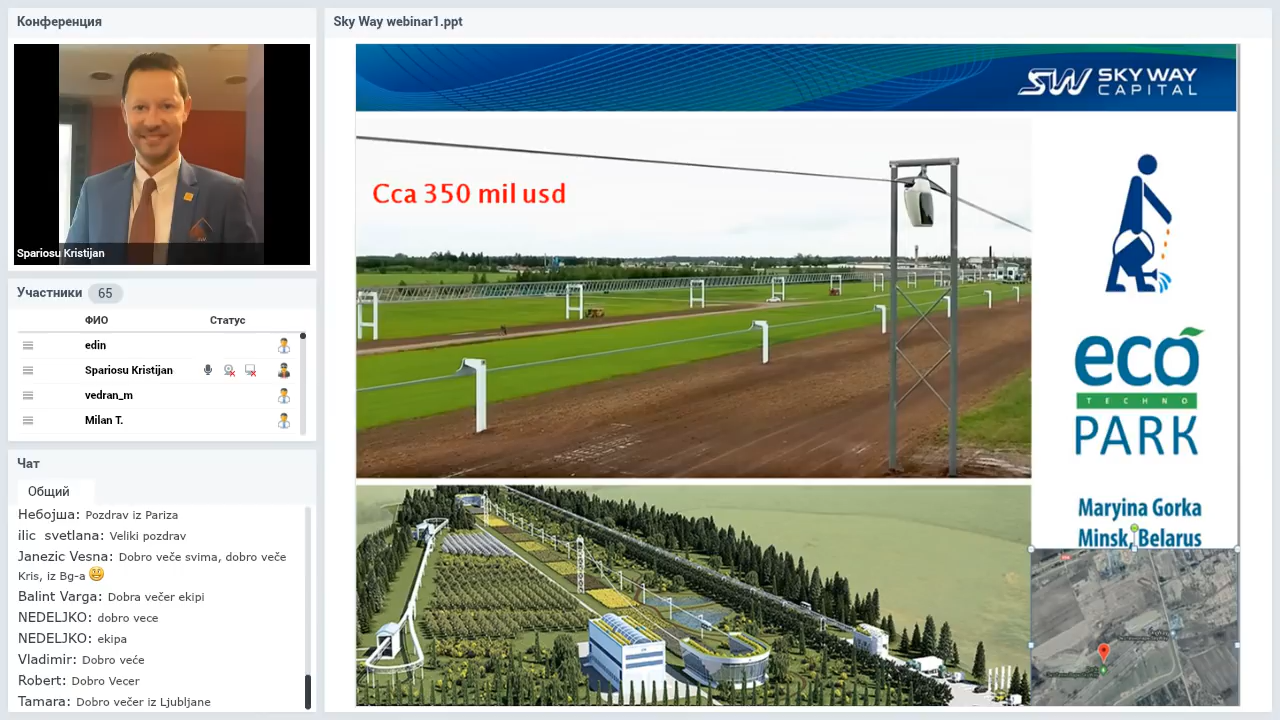 Конференция
Spariosu Kristijan
Участники 65
ФИО Статус
edin
Spariosu Kristijan
vedran_m
Milan T.
Чат
Общий
Небојша: Pozdrav iz Pariza
ilic svetlana: Veliki pozdrav
Janezic Vesna: Dobro veče svima, dobro veče
Kris, iz Bg-a
Balint Varga: Dobra večer ekipi
NEDELJKO: dobro vece
NEDELJKO: ekipa
Vladimir: Dobro veće
Robert: Dobro Vecer
Tamara: Dobro večer iz Ljubljane
Sky Way webinar1.ppt
SW SKY WAY
CAPITAL
Cca 350 mil usd
eco
TECHNO
PARK
Maryina Gorka
Minsk, Belarus